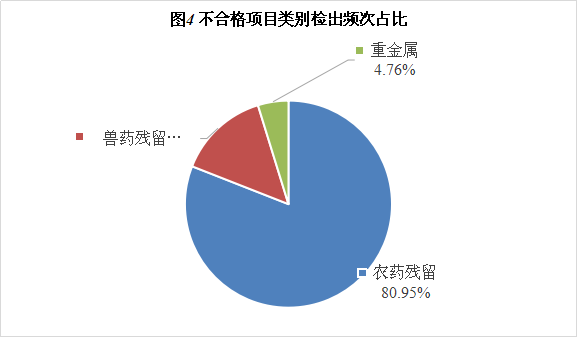 图4 不合格项目类别检出频次占比
重金属
4.76%
兽药残留…
农药残留
80.95%